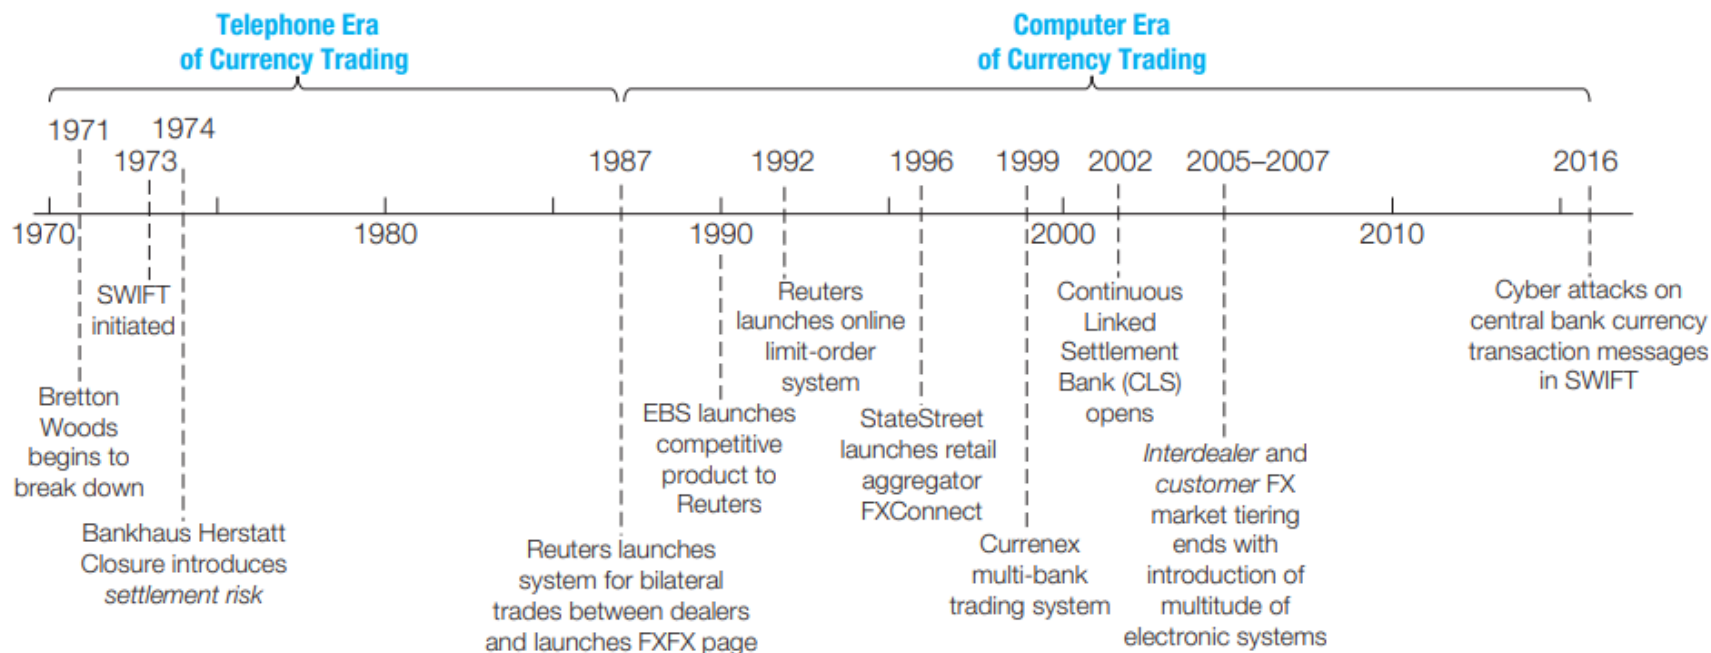 Telephone Era
of Currency Trading
Computer Era
of Currency Trading
1971
1974
1973
1987
1992
1996
1999
2002
2005–2007
2016
1970
1980
1990
2000
2010
SWIFT
initiated
Bretton
Woods
begins to
break down
Bankhaus Herstatt
Closure introduces
settlement risk
Reuters launches
system for bilateral
trades between dealers
and launches FXFX page
EBS launches
competitive
product to
Reuters
Reuters
launches online
limit-order
system
StateStreet
launches retail
aggregator
FXConnect
Currenex
multi-bank
trading system
Continuous
Linked
Settlement
Bank (CLS)
opens
Interdealer and
customer FX
market tiering
ends with
introduction of
multitude of
electronic systems
Cyber attacks on
central bank currency
transaction messages
in SWIFT